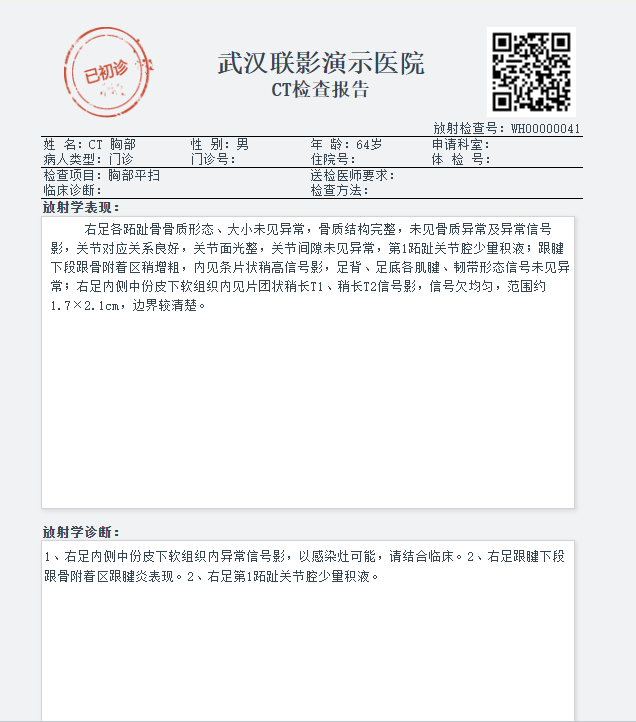 已初诊
武汉联影演示医院
CT检查报告
放射检查号: WH00000041
姓 名: CT 胸部 性 别: 男 年 龄: 64岁 申请科室:
病人类型: 门诊 门诊号: 住院号: 体 检 号:
检查项目: 胸部平扫 送检医师要求:
临床诊断: 检查方法:
放射学表现:
右足各跖趾骨骨质形态、大小未见异常，骨质结构完整，未见骨质异常及异常信号
影，关节对应关系良好，关节面光整，关节间隙未见异常，第1跖趾关节腔少量积液；跟腱
下段跟骨附着区稍增粗，内见条片状稍高信号影，足背、足底各肌腱、韧带形态信号未见异
常；右足内侧中份皮下软组织内见片团状稍长T1、稍长T2信号影，信号欠均匀，范围约
1.7×2.1cm，边界较清楚。
放射学诊断:
1、右足内侧中份皮下软组织内异常信号影，以感染灶可能，请结合临床。2、右足跟腱下段
跟骨附着区跟腱炎表现。2、右足第1跖趾关节腔少量积液。